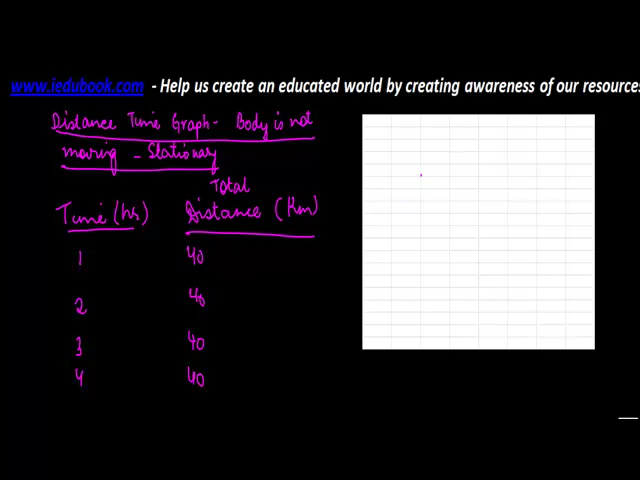 www.iedubook.com - Help us create an educated world by creating awareness of our resources
Distance Time Graph - Body is not
moving - Stationary
Total
Time (hs) Distance (Km)
1 40
2 40
3 40
4 40